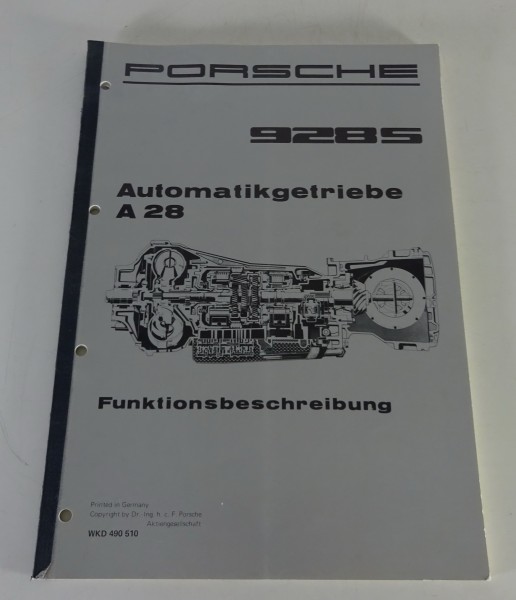 PORSCHE
928S
Automatikgetriebe
A 28
Funktionsbeschreibung
Printed in Germany
Copyright by Dr.-Ing. h. c. F. Porsche
Aktiengesellschaft
WKD 490 510